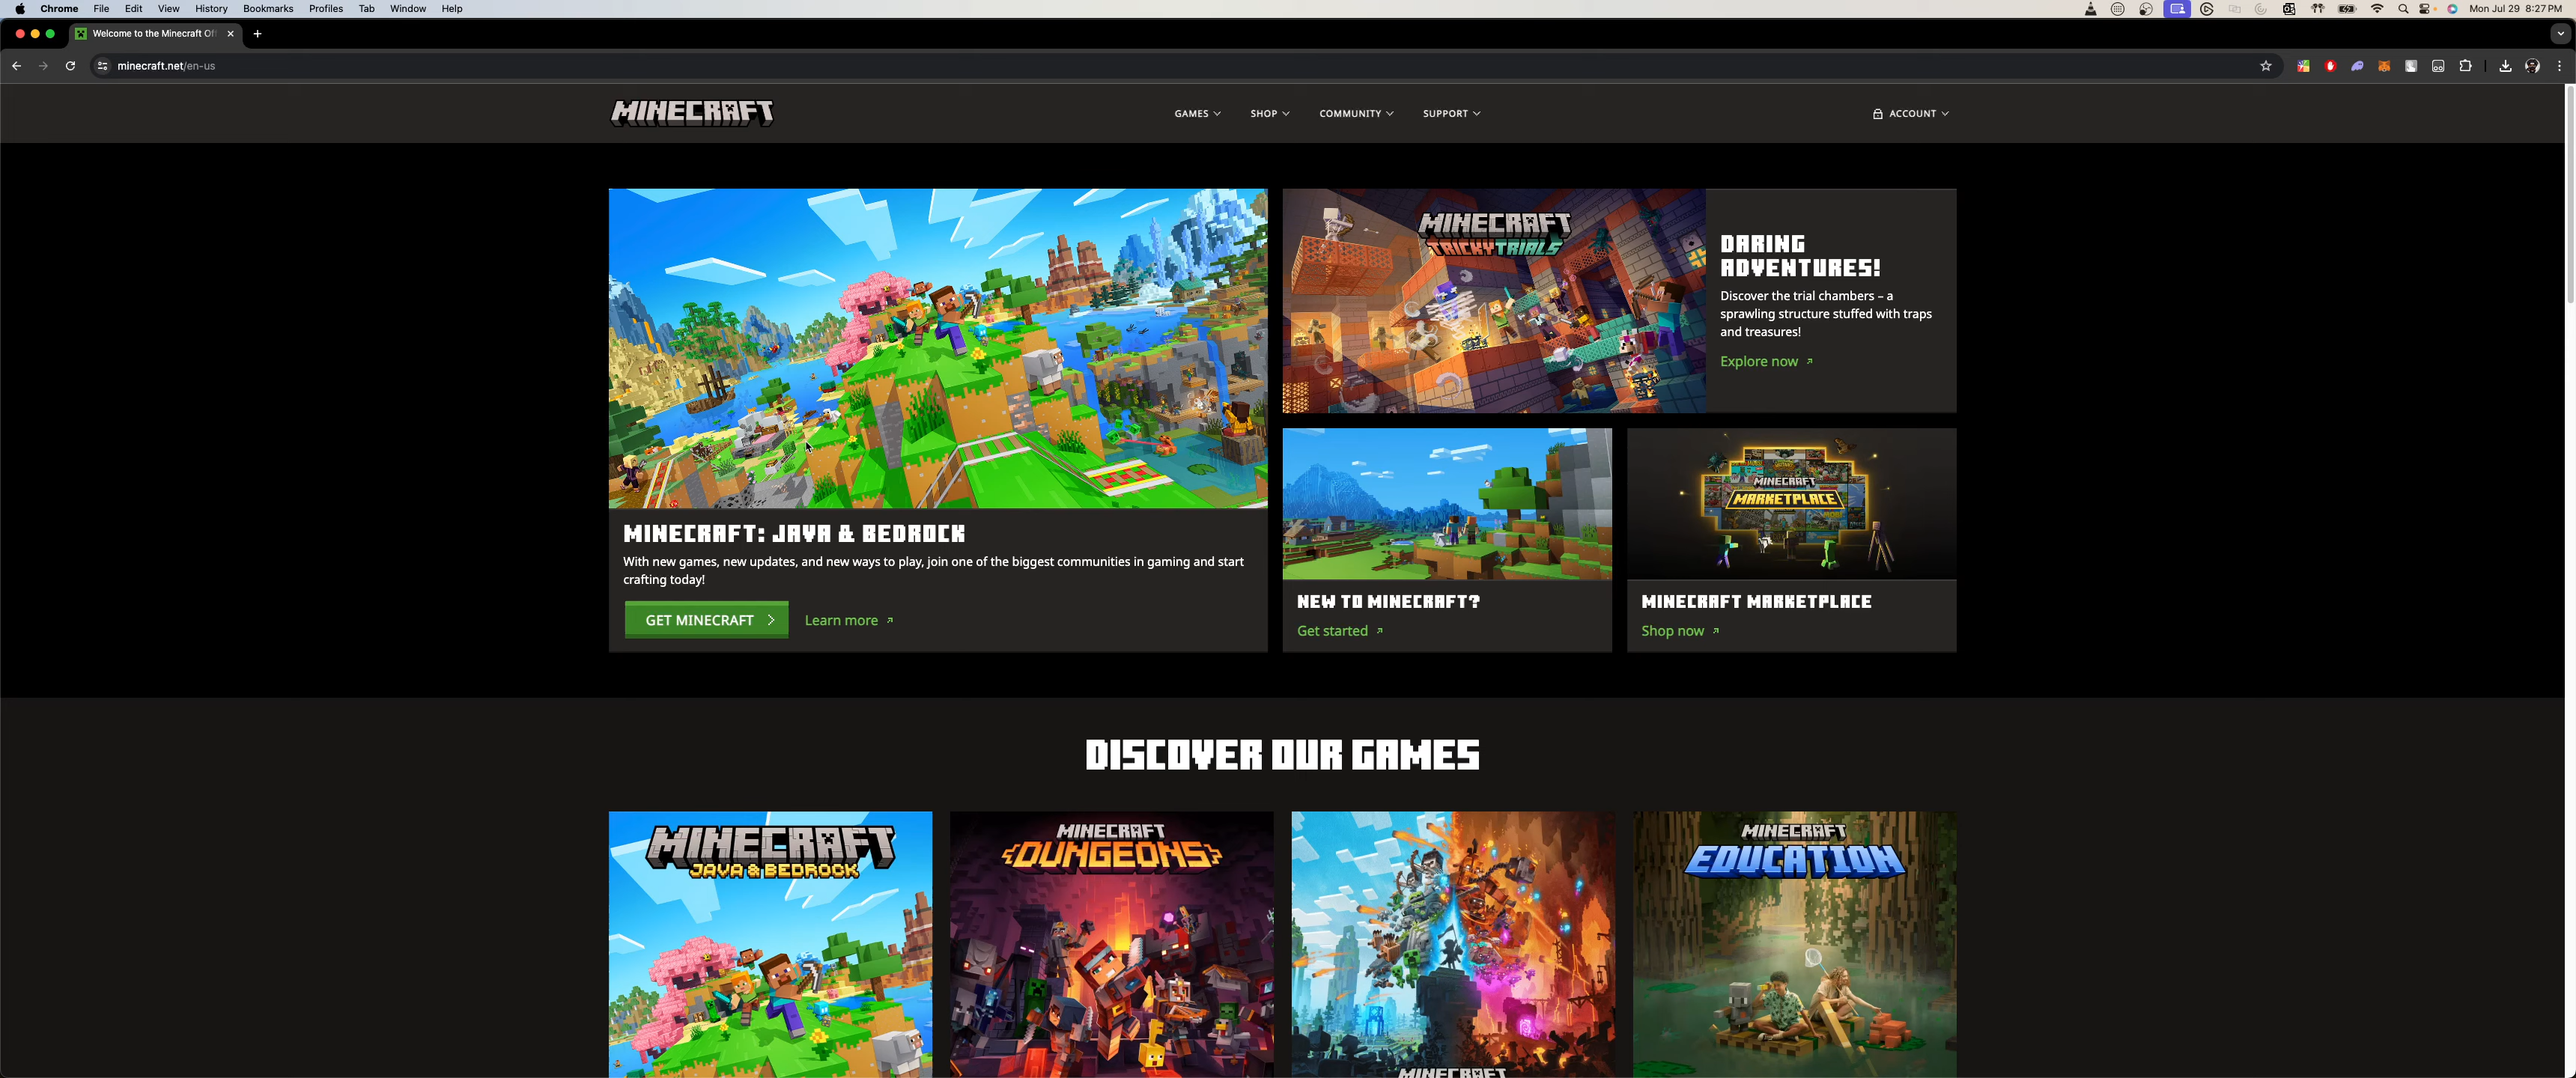 Chrome File Edit View History Bookmarks Profiles Tab Window Help Mon Jul 29 8:27 PM
Welcome to the Minecraft Off
minecraft.net/en-us
MINECRAFT GAMES SHOP COMMUNITY SUPPORT ACCOUNT
MINECRAFT
TRICKY TRIALS
DARING
ADVENTURES!
Discover the trial chambers – a
sprawling structure stuffed with traps
and treasures!
Explore now
MINECRAFT: JAVA & BEDROCK
With new games, new updates, and new ways to play, join one of the biggest communities in gaming and start
crafting today!
GET MINECRAFT Learn more
NEW TO MINECRAFT?
Get started
MINECRAFT
MARKETPLACE
MINECRAFT MARKETPLACE
Shop now
DISCOVER OUR GAMES
MINECRAFT
JAVA & BEDROCK
MINECRAFT
DUNGEONS
MINECRAFT
MINECRAFT
EDUCATION